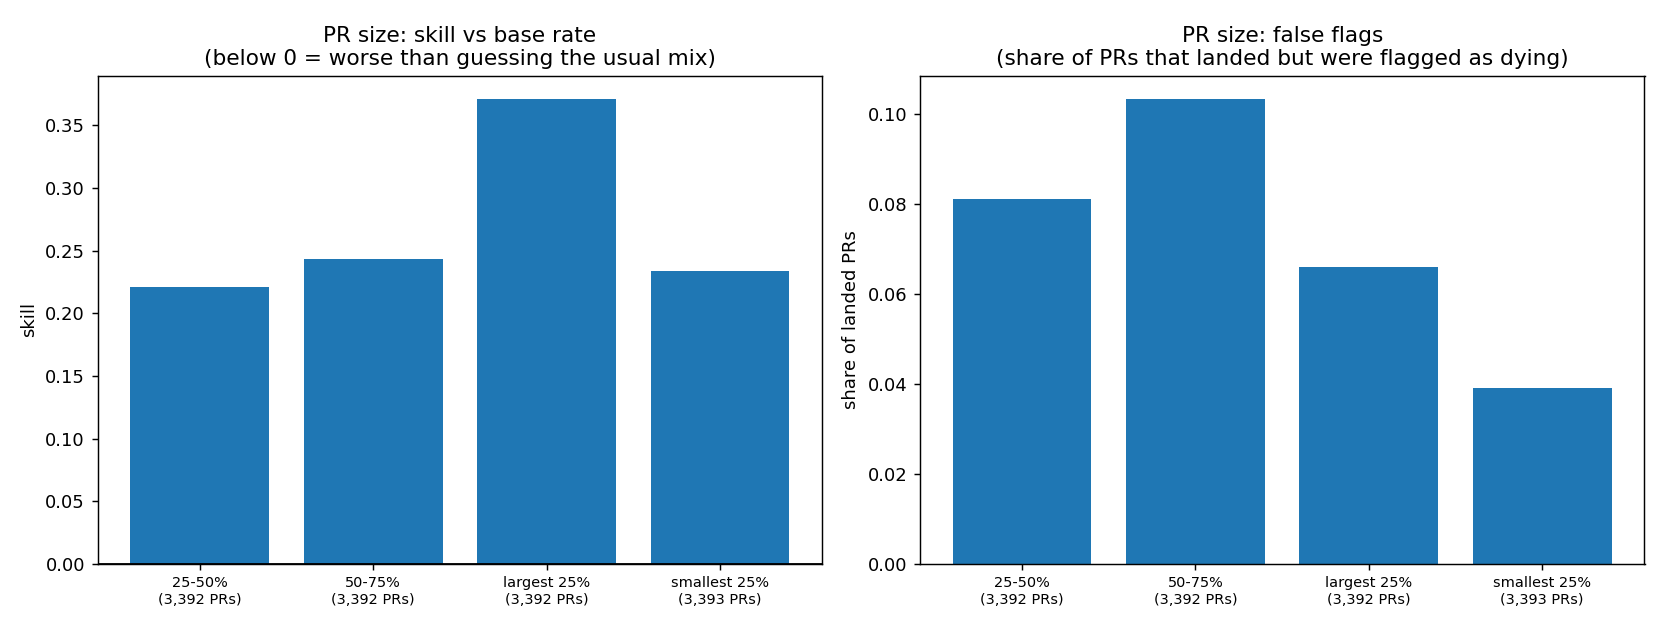 PR size: skill vs base rate
(below 0 = worse than guessing the usual mix)
skill
0.35
0.30
0.25
0.20
0.15
0.10
0.05
0.00
25-50%
(3,392 PRs)
50-75%
(3,392 PRs)
largest 25%
(3,392 PRs)
smallest 25%
(3,393 PRs)
PR size: false flags
(share of PRs that landed but were flagged as dying)
share of landed PRs
0.10
0.08
0.06
0.04
0.02
0.00
25-50%
(3,392 PRs)
50-75%
(3,392 PRs)
largest 25%
(3,392 PRs)
smallest 25%
(3,393 PRs)